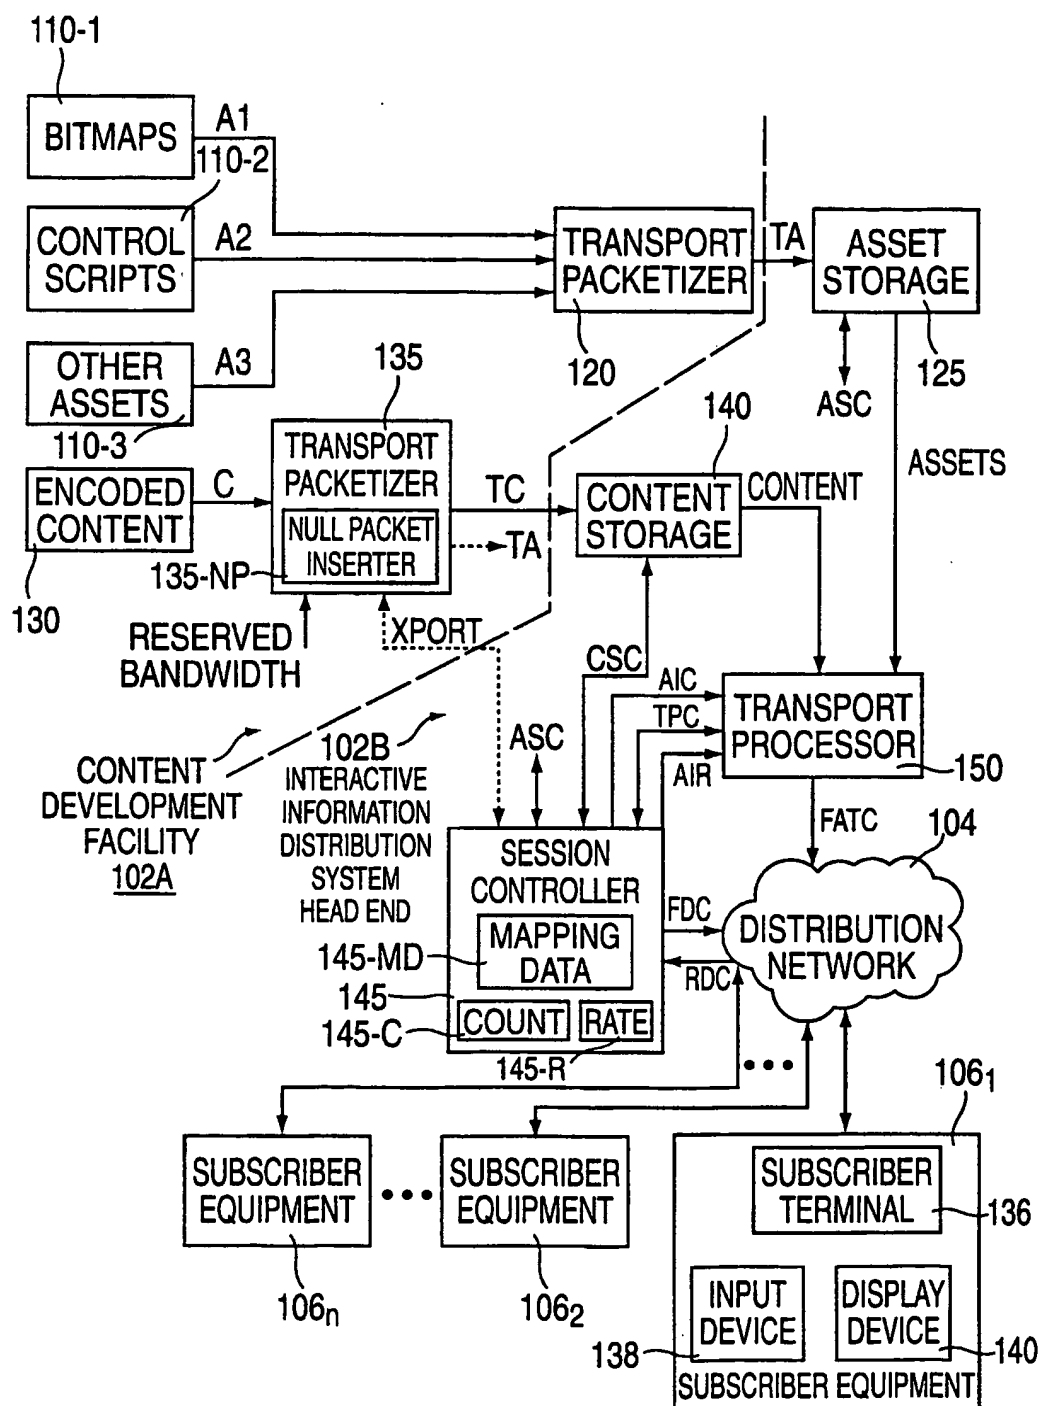 110-1
BITMAPS
A1
110-2
CONTROL
SCRIPTS
A2
TRANSPORT
PACKETIZER
120
TA
ASSET
STORAGE
125
OTHER
ASSETS
A3
110-3
135
ASC
ASSETS
ENCODED
CONTENT
130
C
TRANSPORT
PACKETIZER
NULL PACKET
INSERTER
135-NP
TC
TA
140
CONTENT
STORAGE
CONTENT
RESERVED
BANDWIDTH
XPORT
CSC
AIC
TPC
AIR
TRANSPORT
PROCESSOR
150
CONTENT
DEVELOPMENT
FACILITY
102A
102B
INTERACTIVE
INFORMATION
DISTRIBUTION
SYSTEM
HEAD END
ASC
FATC
104
SESSION
CONTROLLER
MAPPING
DATA
145-MD
145
145-C
COUNT
RATE
145-R
FDC
RDC
DISTRIBUTION
NETWORK
SUBSCRIBER
EQUIPMENT
106n
SUBSCRIBER
EQUIPMENT
1062
1061
SUBSCRIBER
TERMINAL
136
INPUT
DEVICE
138
DISPLAY
DEVICE
140
SUBSCRIBER EQUIPMENT